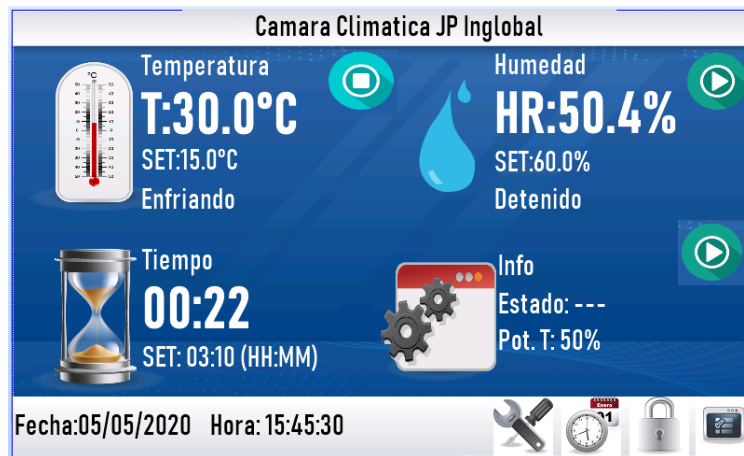 Camara Climatica JP Inglobal
Temperatura
T:30.0°C
SET:15.0°C
Enfriando
Humedad
HR:50.4%
SET:60.0%
Detenido
Tiempo
00:22
SET: 03:10 (HH:MM)
Info
Estado: ---
Pot. T: 50%
Fecha:05/05/2020 Hora: 15:45:30
°C
Enero